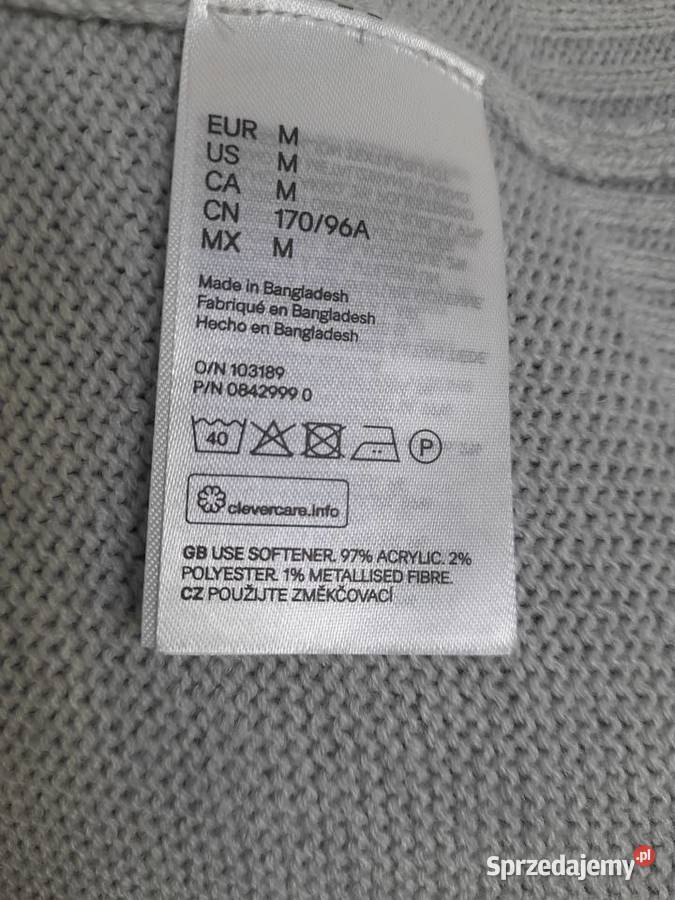 EUR M
US M
CA M
CN 170/96A
MX M
Made in Bangladesh
Fabriqué en Bangladesh
Hecho en Bangladesh
O/N 103189
P/N 0842999 0
40
P
clevercare.info
GB USE SOFTENER. 97% ACRYLIC. 2%
POLYESTER. 1% METALLISED FIBRE.
CZ POUŽIJTE ZMĚKČOVACÍ
Sprzedajemy.pl